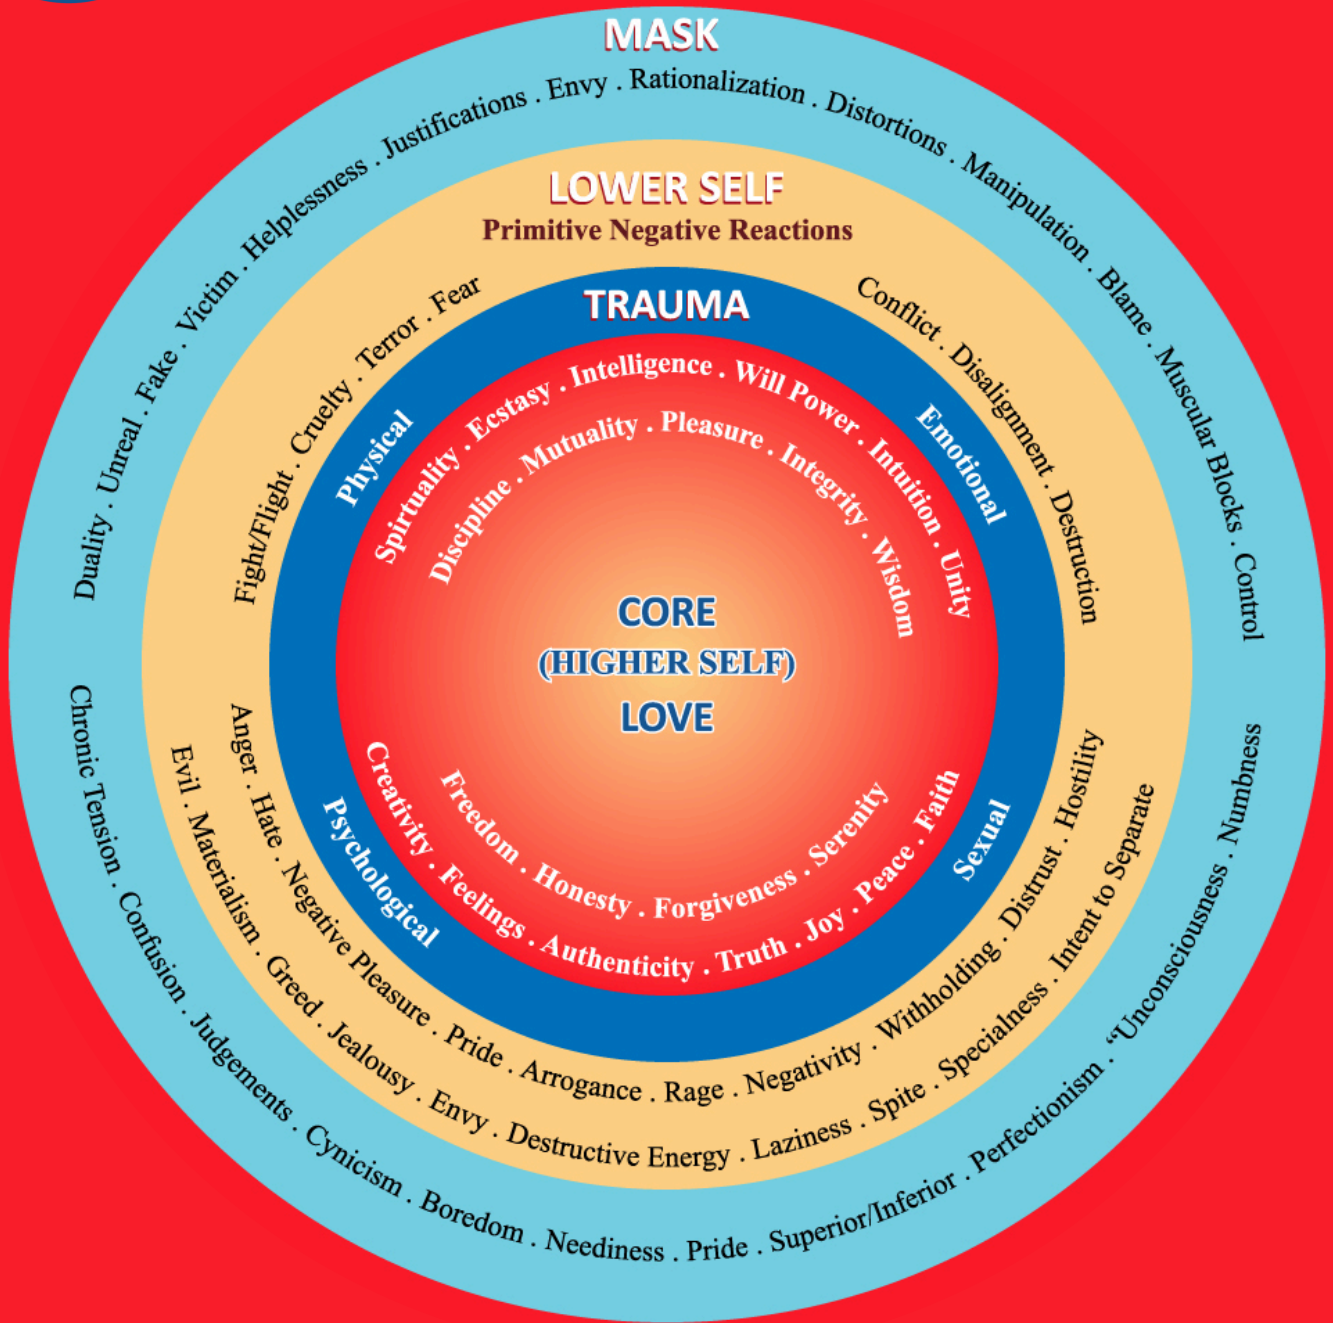 MASK
Duality . Unreal . Fake . Victim . Helplessness . Justifications . Envy . Rationalization . Distortions . Manipulation . Blame . Muscular Blocks . Control
LOWER SELF
Primitive Negative Reactions
Fight/Flight . Cruelty . Terror . Fear
Conflict . Disalignment . Destruction
TRAUMA
Physical
Emotional
Spirtuality . Ecstasy . Intelligence . Will Power . Intuition . Unity
Discipline . Mutuality . Pleasure . Integrity . Wisdom
CORE
(HIGHER SELF)
LOVE
Freedom . Honesty . Forgiveness . Serenity
Creativity . Feelings . Authenticity . Truth . Joy . Peace . Faith
Psychological
Sexual
Anger . Hate . Negative Pleasure . Pride . Arrogance . Rage . Negativity . Withholding . Distrust . Hostility
Evil . Materialism . Greed . Jealousy . Envy . Destructive Energy . Laziness . Spite . Specialness . Intent to Separate
Chronic Tension . Confusion . Judgements . Cynicism . Boredom . Neediness . Pride . Superior/Inferior . Perfectionism . “Unconsciousness . Numbness